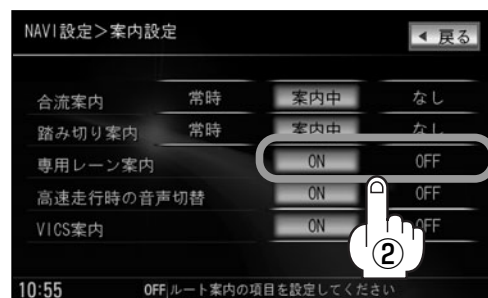 NAVI設定＞案内設定
◀ 戻る
合流案内 常時 案内中 なし
踏み切り案内 常時 案内中 なし
専用レーン案内 ON OFF
高速走行時の音声切替 ON OFF
VICS案内 ON OFF
②
10:55 OFF ルート案内の項目を設定してください